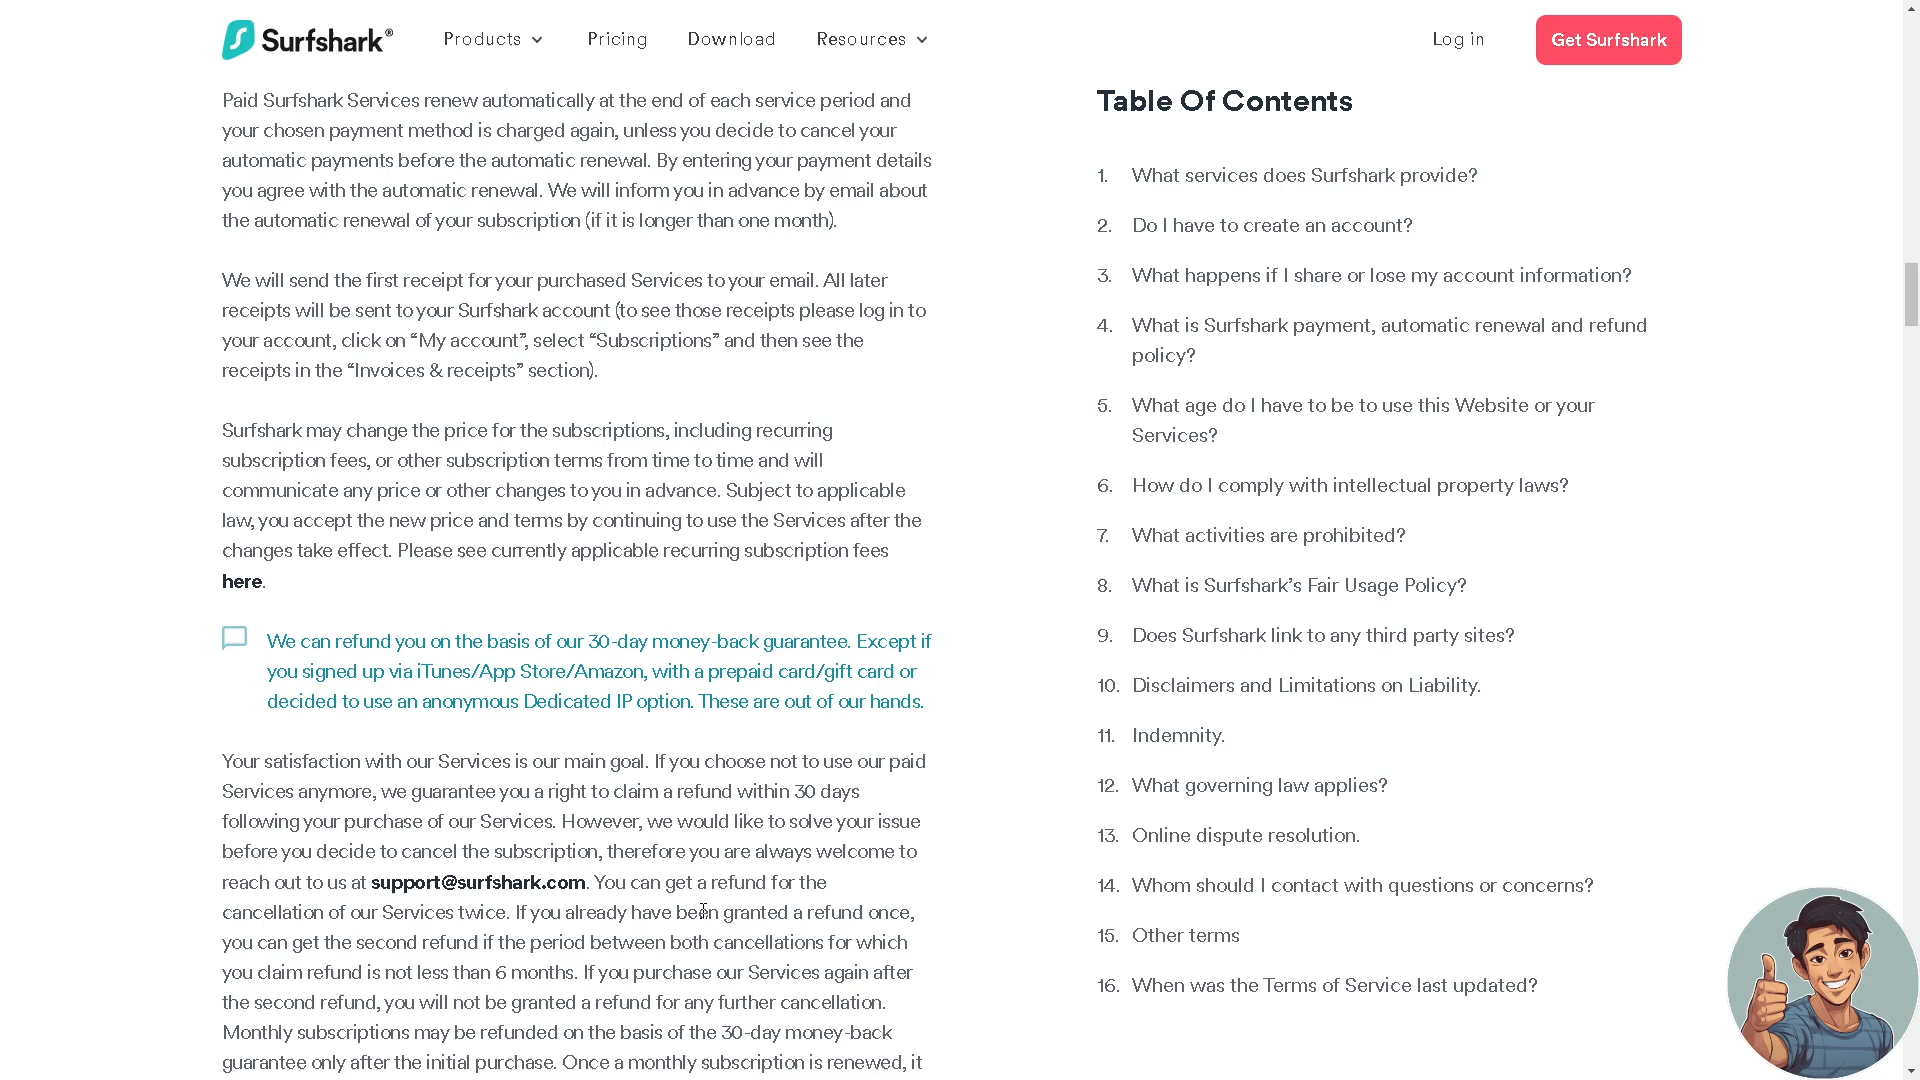 Surfshark®
Products
Pricing
Download
Resources
Log in
Get Surfshark
Paid Surfshark Services renew automatically at the end of each service period and
your chosen payment method is charged again, unless you decide to cancel your
automatic payments before the automatic renewal. By entering your payment details
you agree with the automatic renewal. We will inform you in advance by email about
the automatic renewal of your subscription (if it is longer than one month).
We will send the first receipt for your purchased Services to your email. All later
receipts will be sent to your Surfshark account (to see those receipts please log in to
your account, click on “My account”, select “Subscriptions” and then see the
receipts in the “Invoices & receipts” section).
Surfshark may change the price for the subscriptions, including recurring
subscription fees, or other subscription terms from time to time and will
communicate any price or other changes to you in advance. Subject to applicable
law, you accept the new price and terms by continuing to use the Services after the
changes take effect. Please see currently applicable recurring subscription fees
here.
We can refund you on the basis of our 30-day money-back guarantee. Except if
you signed up via iTunes/App Store/Amazon, with a prepaid card/gift card or
decided to use an anonymous Dedicated IP option. These are out of our hands.
Your satisfaction with our Services is our main goal. If you choose not to use our paid
Services anymore, we guarantee you a right to claim a refund within 30 days
following your purchase of our Services. However, we would like to solve your issue
before you decide to cancel the subscription, therefore you are always welcome to
reach out to us at support@surfshark.com. You can get a refund for the
cancellation of our Services twice. If you already have been granted a refund once,
you can get the second refund if the period between both cancellations for which
you claim refund is not less than 6 months. If you purchase our Services again after
the second refund, you will not be granted a refund for any further cancellation.
Monthly subscriptions may be refunded on the basis of the 30-day money-back
guarantee only after the initial purchase. Once a monthly subscription is renewed, it
Table Of Contents
1. What services does Surfshark provide?
2. Do I have to create an account?
3. What happens if I share or lose my account information?
4. What is Surfshark payment, automatic renewal and refund
policy?
5. What age do I have to be to use this Website or your
Services?
6. How do I comply with intellectual property laws?
7. What activities are prohibited?
8. What is Surfshark’s Fair Usage Policy?
9. Does Surfshark link to any third party sites?
10. Disclaimers and Limitations on Liability.
11. Indemnity.
12. What governing law applies?
13. Online dispute resolution.
14. Whom should I contact with questions or concerns?
15. Other terms
16. When was the Terms of Service last updated?